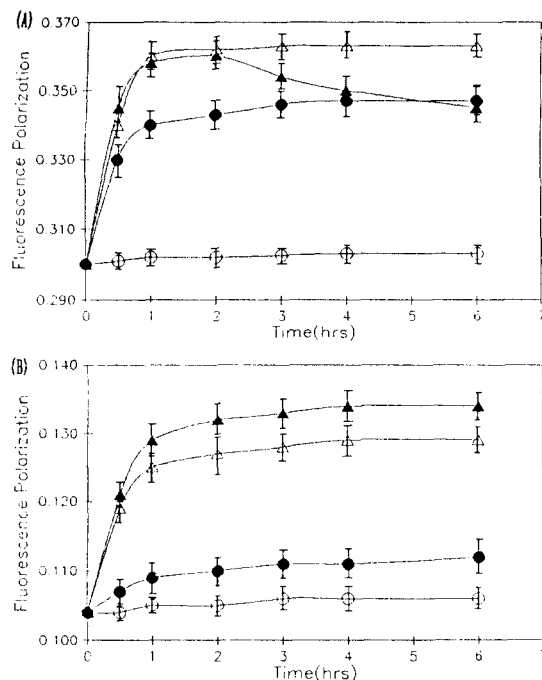 (A)
Fluorescence Polarization
0.370
0.350
0.330
0.310
0.290
0 1 2 3 4 5 6 7
Time(hrs)
(B)
Fluorescence Polarization
0.140
0.130
0.120
0.110
0.100
0 1 2 3 4 5 6 7
Time(hrs)